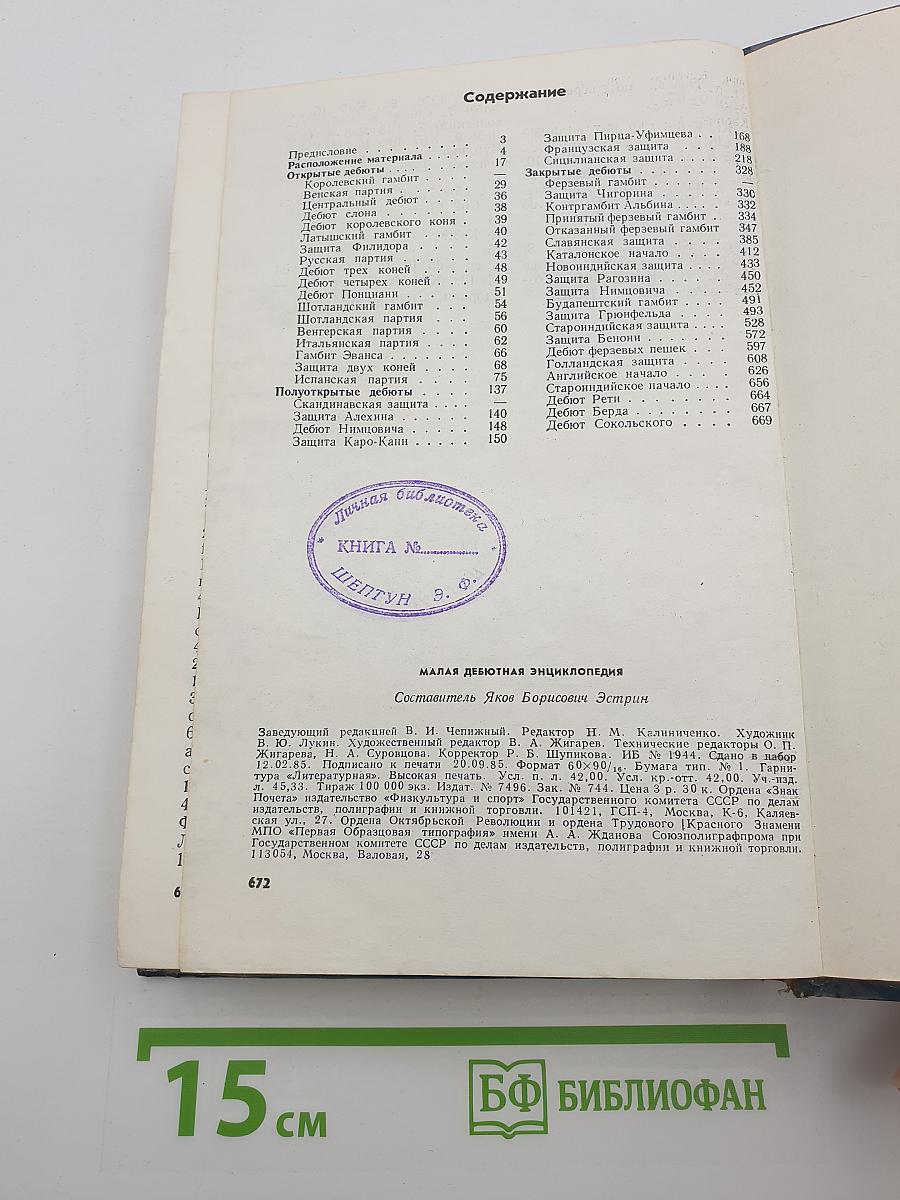 Содержание
Предисловие . . . . . . . . . 3
Расположение материала . . . . . 4
Открытые дебюты . . . . . . . 17
Королевский гамбит . . . . —
Венская партия . . . . . . 29
Центральный дебют . . . . 36
Дебют слона . . . . . . . 38
Дебют королевского коня . 39
Латышский гамбит . . . . 40
Защита Филидора . . . . 42
Русская партия . . . . . 43
Дебют трех коней . . . . 48
Дебют четырех коней . . . 49
Дебют Понциани . . . . . 51
Шотландский гамбит . . . 54
Шотландская партия . . . 56
Венгерская партия . . . . 60
Итальянская партия . . . . 62
Гамбит Эванса . . . . . . . 66
Защита двух коней . . . . 68
Испанская партия . . . . 75
Полуоткрытые дебюты . . . . 137
Скандинавская защита . . . . —
Защита Алехина . . . . . . 140
Дебют Нимцовича . . . . . 148
Защита Каро-Канн . . . . . 150
Защита Пирца-Уфимцева . . 168
Французская защита . . . . 188
Сицилианская защита . . . . 218
Закрытые дебюты . . . . . . . 328
Ферзевый гамбит . . . . . . —
Защита Чигорина . . . . . 330
Контргамбит Альбина . . . . . 332
Принятый ферзевый гамбит . 334
Отказанный ферзевый гамбит 347
Славянская защита . . . . 385
Каталонское начало . . . . 412
Новоиндийская защита . . . . 433
Защита Рагозина . . . . . 450
Защита Нимцовича . . . . . 452
Будапештский гамбит . . . . 491
Защита Грюнфельда . . . . 493
Староиндийская защита . . . . 528
Защита Бенони . . . . . . 572
Дебют ферзевых пешек . . . 597
Голландская защита . . . . 608
Английское начало . . . . 626
Староиндийское начало . . . . 656
Дебют Рети . . . . . . . . 664
Дебют Берда . . . . . . . . 667
Дебют Сокольского . . . . 669
Личная библиотека
КНИГА №
ШЕПТУН Э. Ф.
МАЛАЯ ДЕБЮТНАЯ ЭНЦИКЛОПЕДИЯ
Составитель Яков Борисович Эстрин
Заведующий редакцией В. И. Чепижный. Редактор Н. М. Калиниченко. Художник
В. Ю. Лукин. Художественный редактор В. А. Жигарев. Технические редакторы О. П.
Жигарева, Н. А. Суровцова. Корректор Р. Б. Шупикова. ИБ № 1944. Сдано в набор
12.02.85. Подписано к печати 20.09.85. Формат 60×90/16. Бумага тип. № 1. Гарни-
тура «Литературная». Высокая печать. Усл. п. л. 42,00. Усл. кр.-отт. 42,00. Уч.-изд.
л. 45,33. Тираж 100 000 экз. Издат. № 7496. Зак. № 744. Цена 3 р. 30 к. Ордена «Знак
Почета» издательство «Физкультура и спорт» Государственного комитета СССР по делам
издательств, полиграфии и книжной торговли. 101421, ГСП-4, Москва, К-6, Каляев-
ская ул., 27. Ордена Октябрьской Революции и ордена Трудового Красного Знамени
МПО «Первая Образцовая типография» имени А. А. Жданова Союзполиграфпрома при
Государственном комитете СССР по делам издательств, полиграфии и книжной торговли.
113054, Москва, Валовая, 28
672
15 см
БФ БИБЛИОФАН